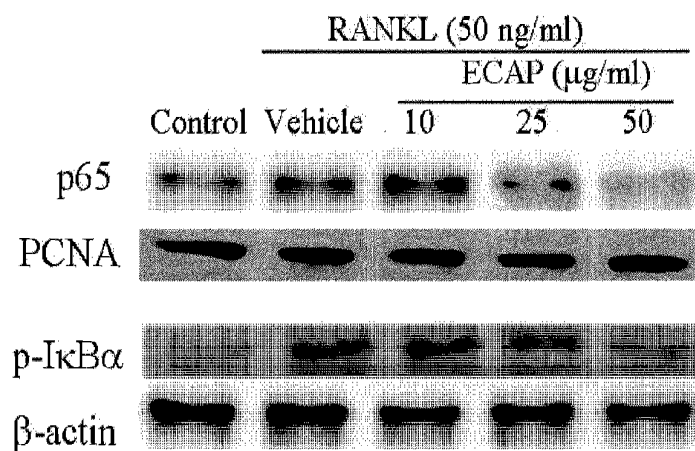 RANKL (50 ng/ml)
ECAP (μg/ml)
Control Vehicle 10 25 50
p65
PCNA
p-IκBα
β-actin